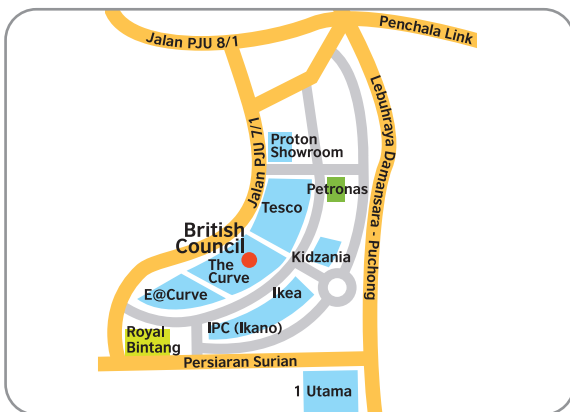 Penchala Link
Jalan PJU 8/1
Lebuhraya Damansara - Puchong
Jalan PJU 7/1
Proton
Showroom
Petronas
Tesco
British
Council
The
Curve
Kidzania
E@Curve
Ikea
IPC (Ikano)
Royal
Bintang
Persiaran Surian
1 Utama